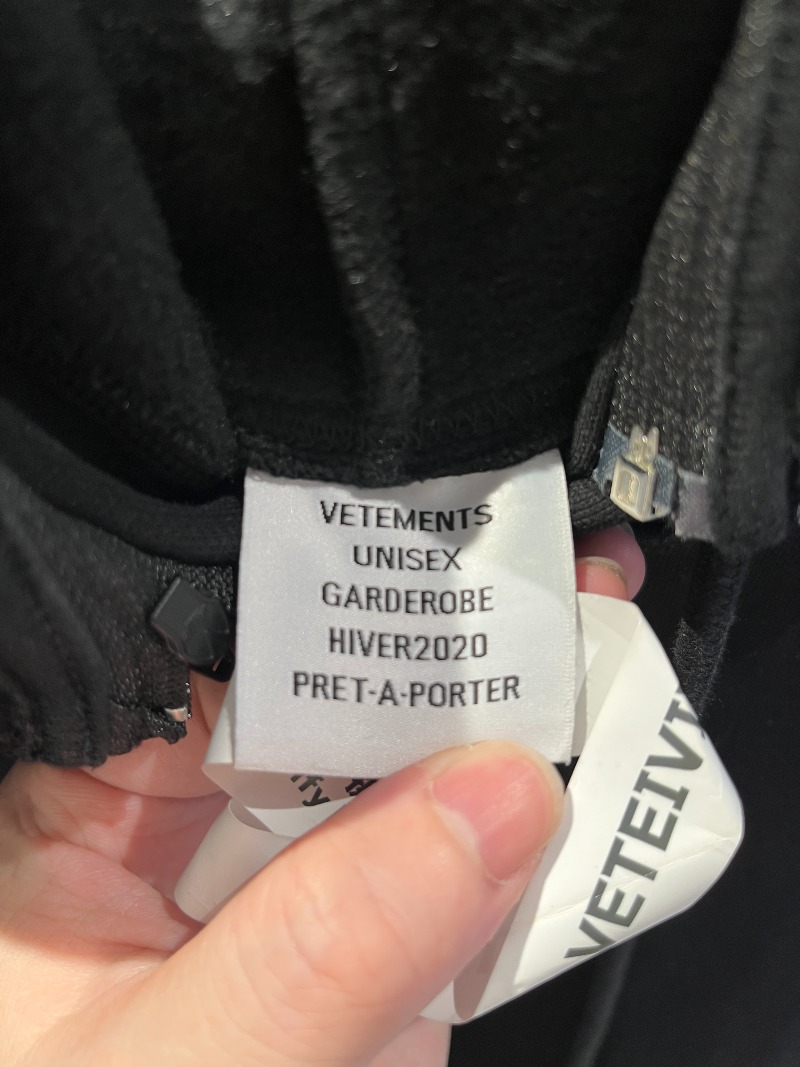 VETEMENTS
UNISEX
GARDEROBE
HIVER2020
PRET-A-PORTER